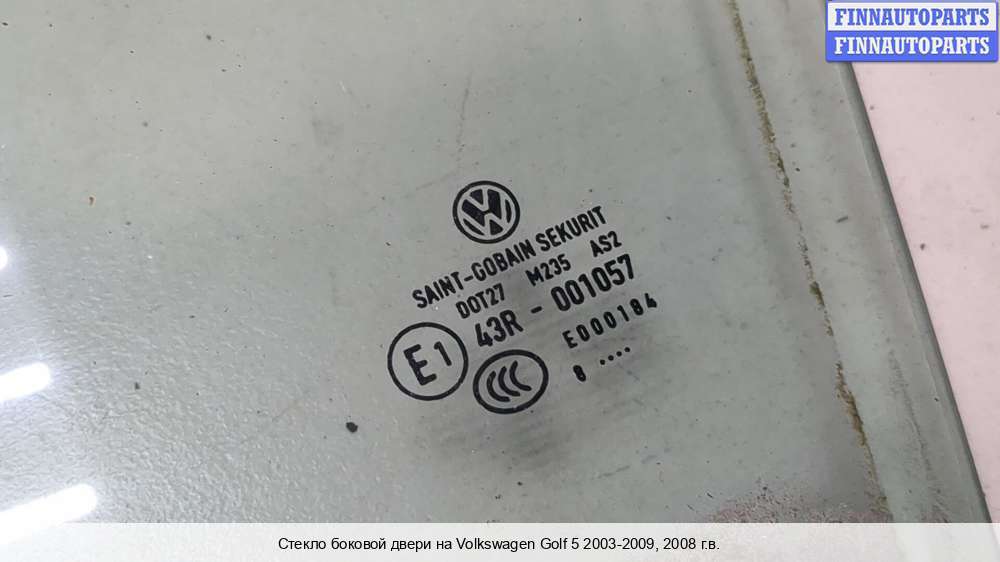 FINNAUTOPARTS
FINNAUTOPARTS
SAINT-GOBAIN SEKURIT
DOT27 M235 AS2
43R - 001057
E1
E000184
CCC
8 ....
Стекло боковой двери на Volkswagen Golf 5 2003-2009, 2008 г.в.